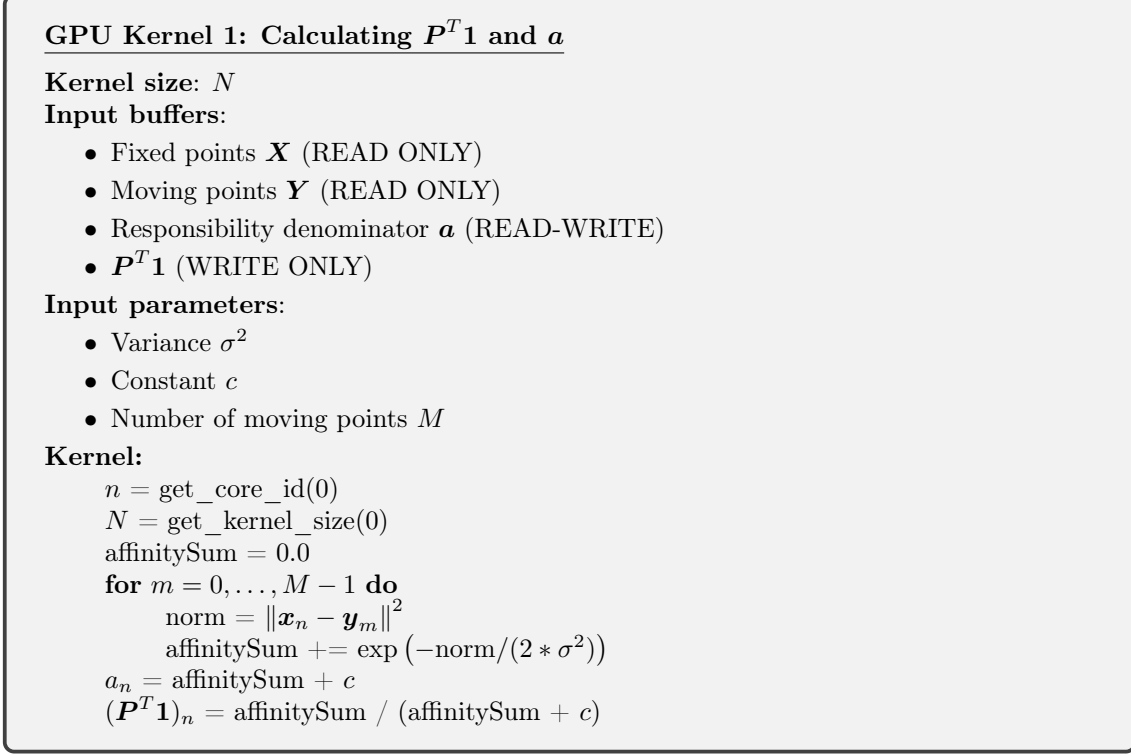 GPU Kernel 1: Calculating P^T 1 and a
Kernel size: N
Input buffers:
• Fixed points X (READ ONLY)
• Moving points Y (READ ONLY)
• Responsibility denominator a (READ-WRITE)
• P^T 1 (WRITE ONLY)
Input parameters:
• Variance σ²
• Constant c
• Number of moving points M
Kernel:
n = get_core_id(0)
N = get_kernel_size(0)
affinitySum = 0.0
for m = 0, . . . , M − 1 do
norm = ‖x_n − y_m‖²
affinitySum += exp (−norm/(2 ∗ σ²))
a_n = affinitySum + c
(P^T 1)_n = affinitySum / (affinitySum + c)